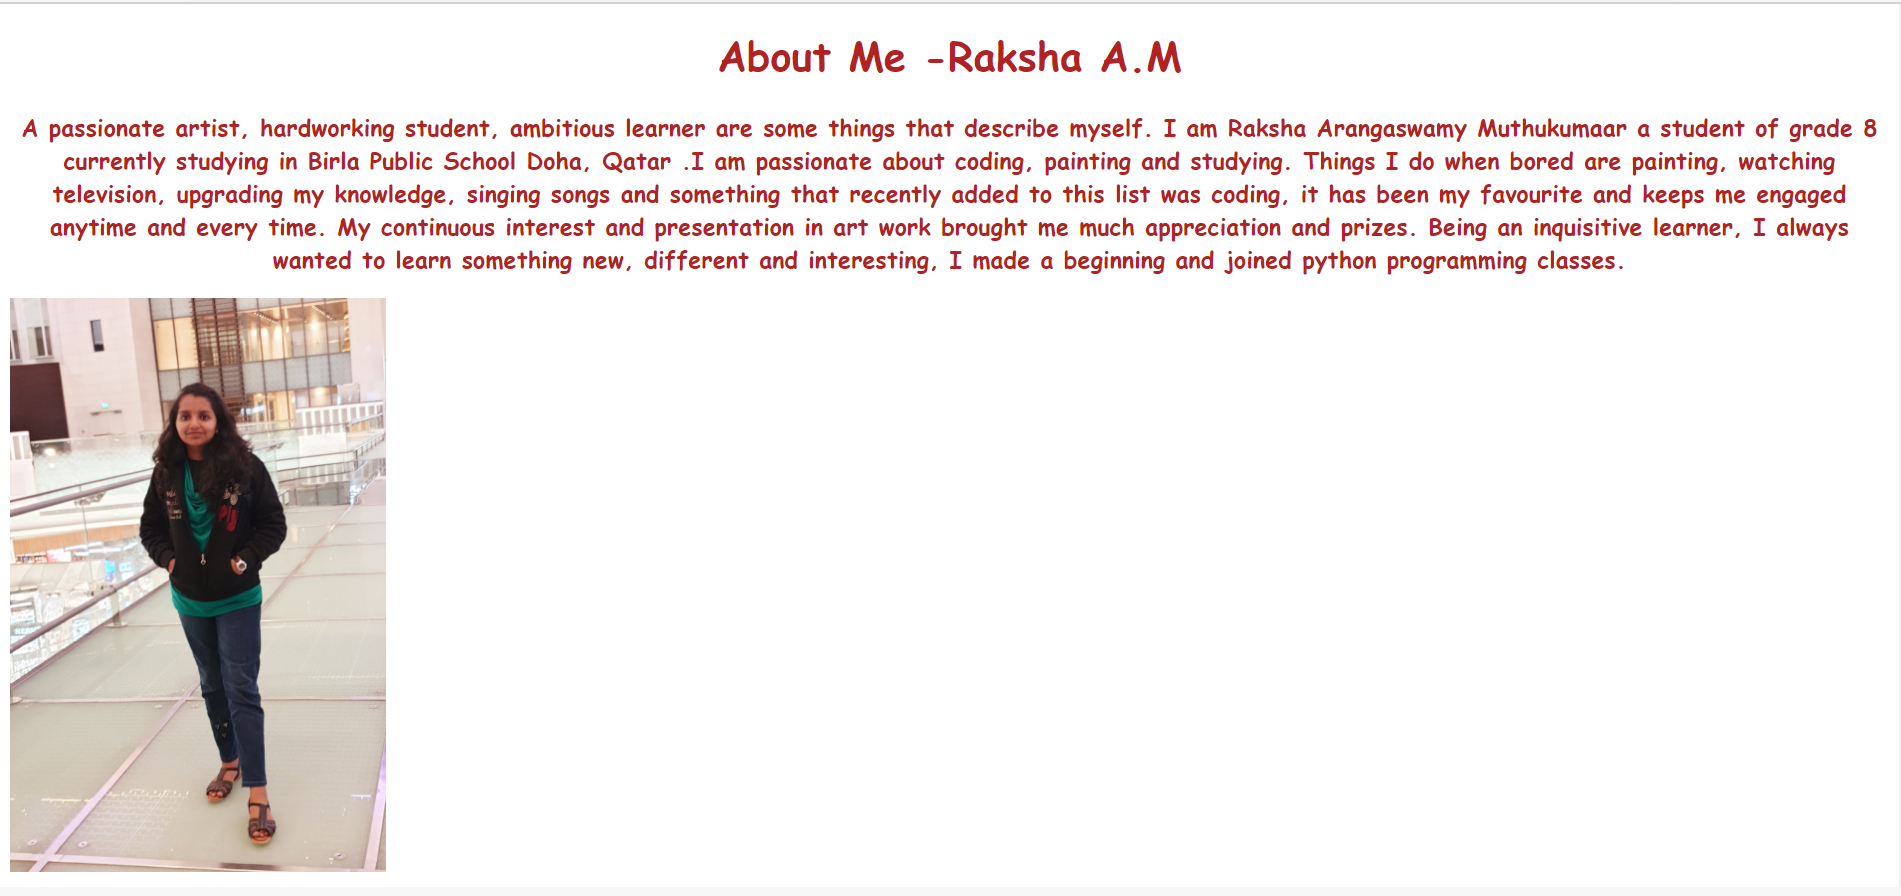 About Me -Raksha A.M
A passionate artist, hardworking student, ambitious learner are some things that describe myself. I am Raksha Arangaswamy Muthukumaar a student of grade 8
currently studying in Birla Public School Doha, Qatar .I am passionate about coding, painting and studying. Things I do when bored are painting, watching
television, upgrading my knowledge, singing songs and something that recently added to this list was coding, it has been my favourite and keeps me engaged
anytime and every time. My continuous interest and presentation in art work brought me much appreciation and prizes. Being an inquisitive learner, I always
wanted to learn something new, different and interesting, I made a beginning and joined python programming classes.